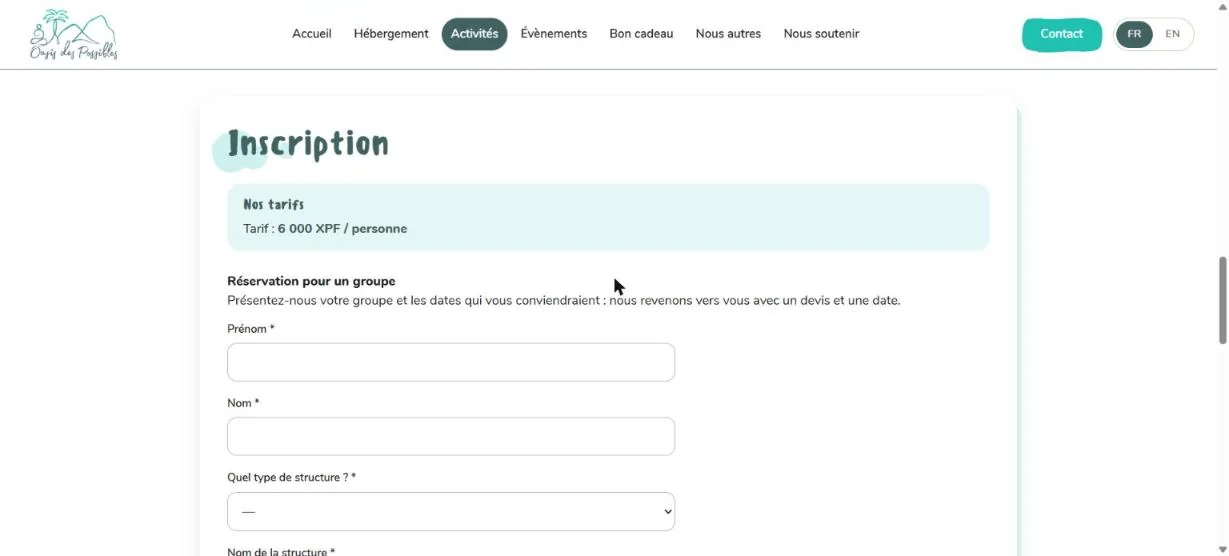 Oasis des Possibles
Accueil
Hébergement
Activités
Évènements
Bon cadeau
Nous autres
Nous soutenir
Contact
FR
EN
Inscription
Nos tarifs
Tarif : 6 000 XPF / personne
Réservation pour un groupe
Présentez-nous votre groupe et les dates qui vous conviendraient ; nous revenons vers vous avec un devis et une date.
Prénom *
Nom *
Quel type de structure ? *
—
Nom de la structure *